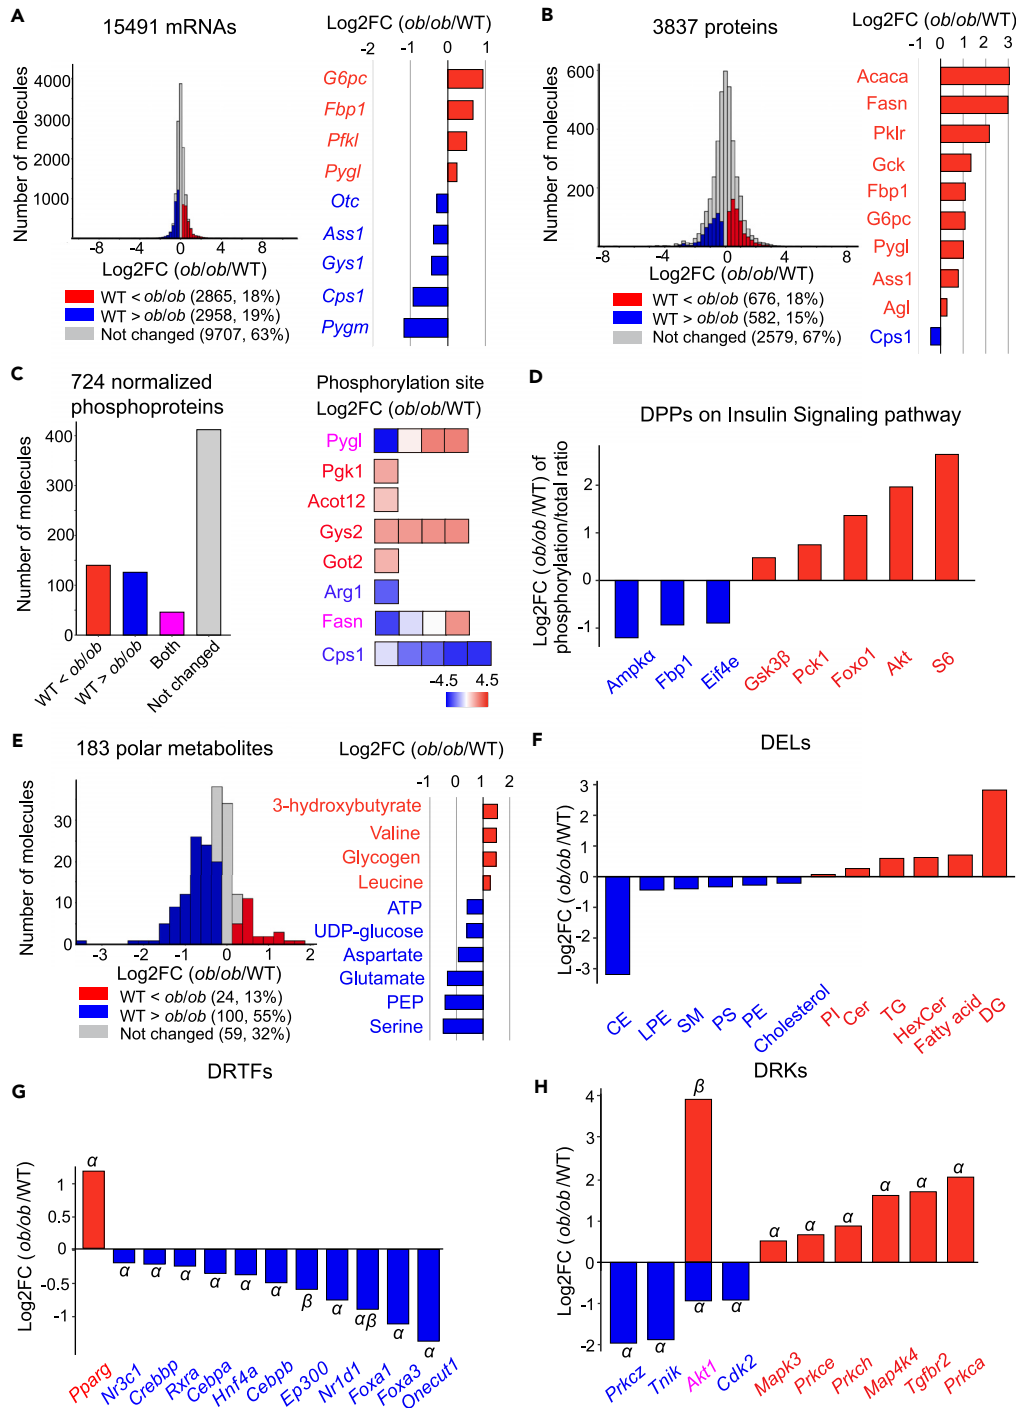 A
15491 mRNAs
Number of molecules
4000
3000
2000
1000
-8 -4 0 4 8
Log2FC (ob/ob/WT)
WT < ob/ob (2865, 18%)
WT > ob/ob (2958, 19%)
Not changed (9707, 63%)
Log2FC (ob/ob/WT)
-2 -1 0 1
G6pc
Fbp1
Pfkl
Pygl
Otc
Ass1
Gys1
Cps1
Pygm
B
3837 proteins
Number of molecules
600
400
200
-8 -4 0 4 8
Log2FC (ob/ob/WT)
WT < ob/ob (676, 18%)
WT > ob/ob (582, 15%)
Not changed (2579, 67%)
Log2FC (ob/ob/WT)
-1 0 1 2 3
Acaca
Fasn
Pklr
Gck
Fbp1
G6pc
Pygl
Ass1
Agl
Cps1
C
724 normalized
phosphoproteins
Number of molecules
400
300
200
100
0
WT < ob/ob
WT > ob/ob
Both
Not changed
Phosphorylation site
Log2FC (ob/ob/WT)
Pygl
Pgk1
Acot12
Gys2
Got2
Arg1
Fasn
Cps1
-4.5 4.5
D
DPPs on Insulin Signaling pathway
Log2FC (ob/ob/WT) of
phosphorylation/total ratio
2
1
0
-1
Ampkα
Fbp1
Eif4e
Gsk3β
Pck1
Foxo1
Akt
S6
E
183 polar metabolites
Number of molecules
30
20
10
0
-3 -2 -1 0 1 2
Log2FC (ob/ob/WT)
WT < ob/ob (24, 13%)
WT > ob/ob (100, 55%)
Not changed (59, 32%)
Log2FC (ob/ob/WT)
-1 0 1 2
3-hydroxybutyrate
Valine
Glycogen
Leucine
ATP
UDP-glucose
Aspartate
Glutamate
PEP
Serine
F
DELs
Log2FC (ob/ob/WT)
3
2
1
0
-1
-2
-3
CE
LPE
SM
PS
PE
Cholesterol
PI
Cer
TG
HexCer
Fatty acid
DG
G
DRTFs
Log2FC (ob/ob/WT)
1
0.5
0
-0.5
-1
α
α α α α α α β α αβ α α
Pparg
Nr3c1
Crebbp
Rxra
Cebpa
Hnf4a
Cebpb
Ep300
Nr1d1
Foxa1
Foxa3
Onecut1
H
DRKs
Log2FC (ob/ob/WT)
4
3
2
1
0
-1
-2
β
α α α α α α
α α α α
Prkcz
Tnik
Akt1
Cdk2
Mapk3
Prkce
Prkch
Map4k4
Tgfbr2
Prkca